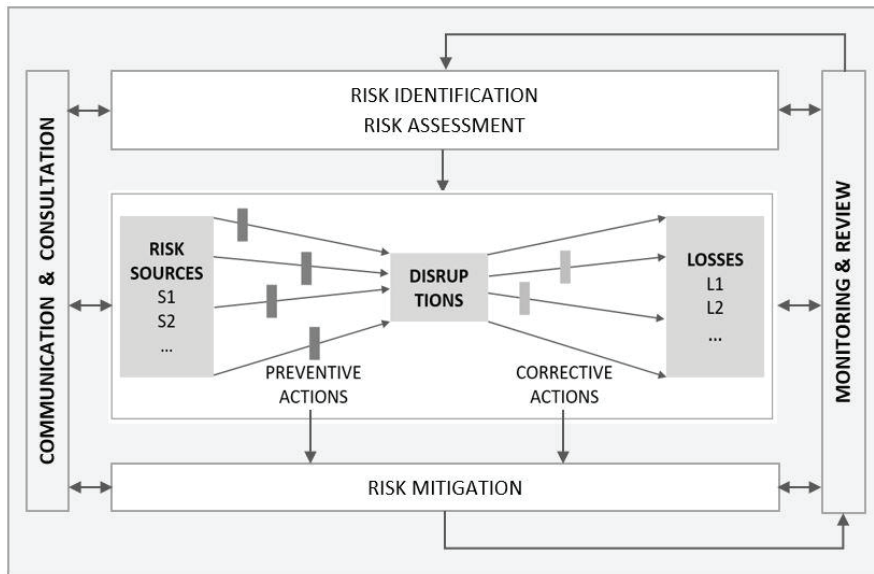 RISK IDENTIFICATION
RISK ASSESSMENT
COMMUNICATION & CONSULTATION
RISK
SOURCES
S1
S2
...
DISRUP
TIONS
LOSSES
L1
L2
...
PREVENTIVE
ACTIONS
CORRECTIVE
ACTIONS
MONITORING & REVIEW
RISK MITIGATION